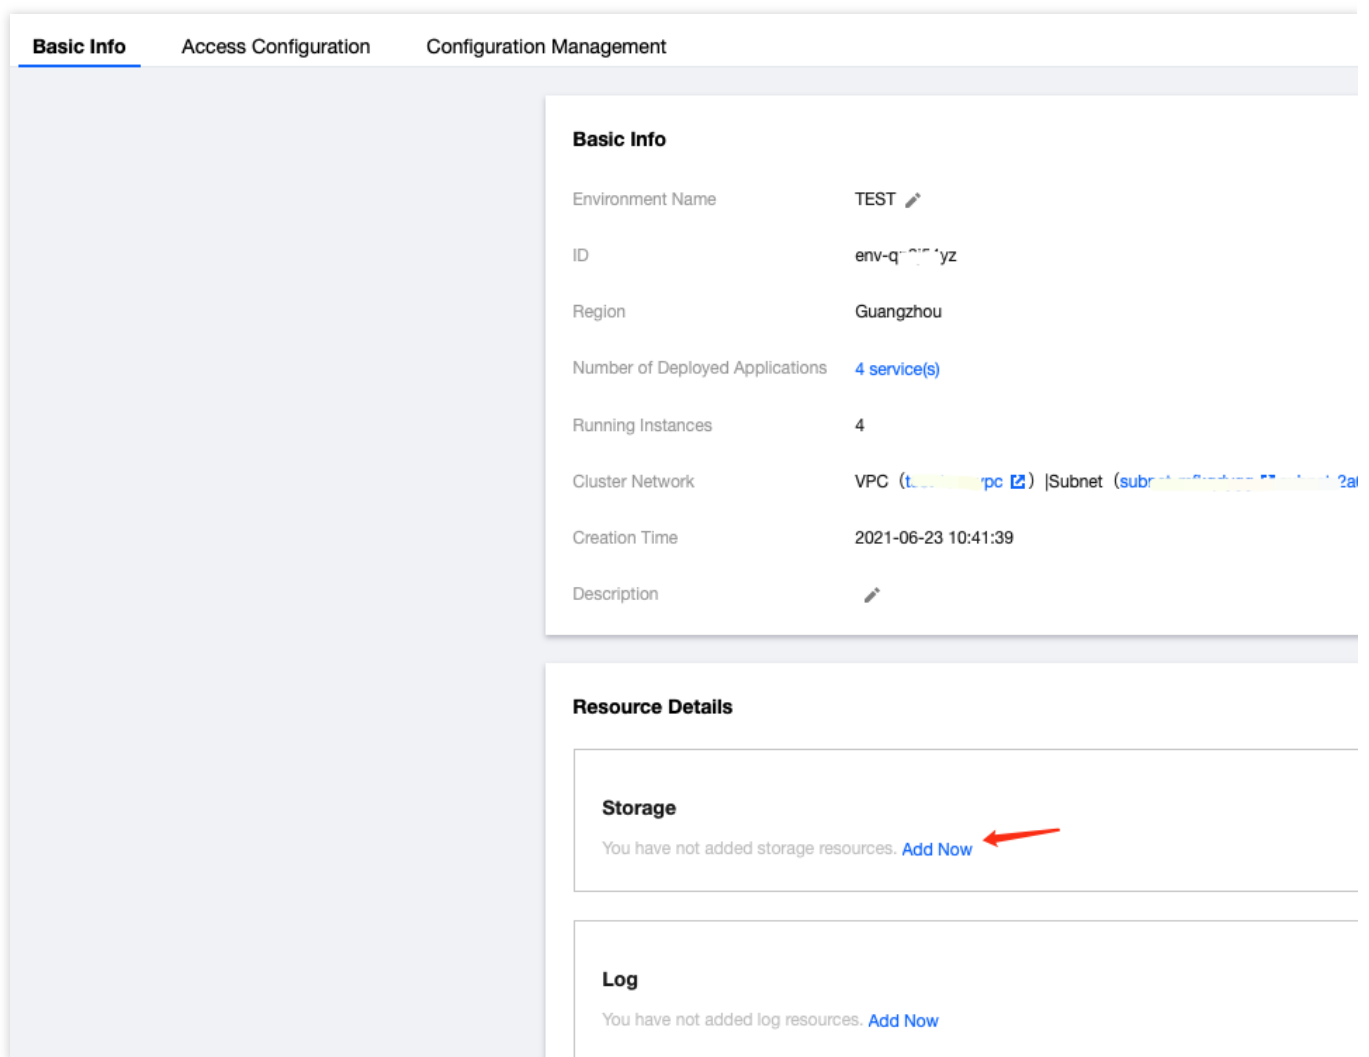 Basic Info Access Configuration Configuration Management
Basic Info
Environment Name TEST
ID
Region Guangzhou
Number of Deployed Applications 4 service(s)
Running Instances 4
Cluster Network VPC ( ) |Subnet (
Creation Time 2021-06-23 10:41:39
Description
Resource Details
Storage
You have not added storage resources. Add Now
Log
You have not added log resources. Add Now